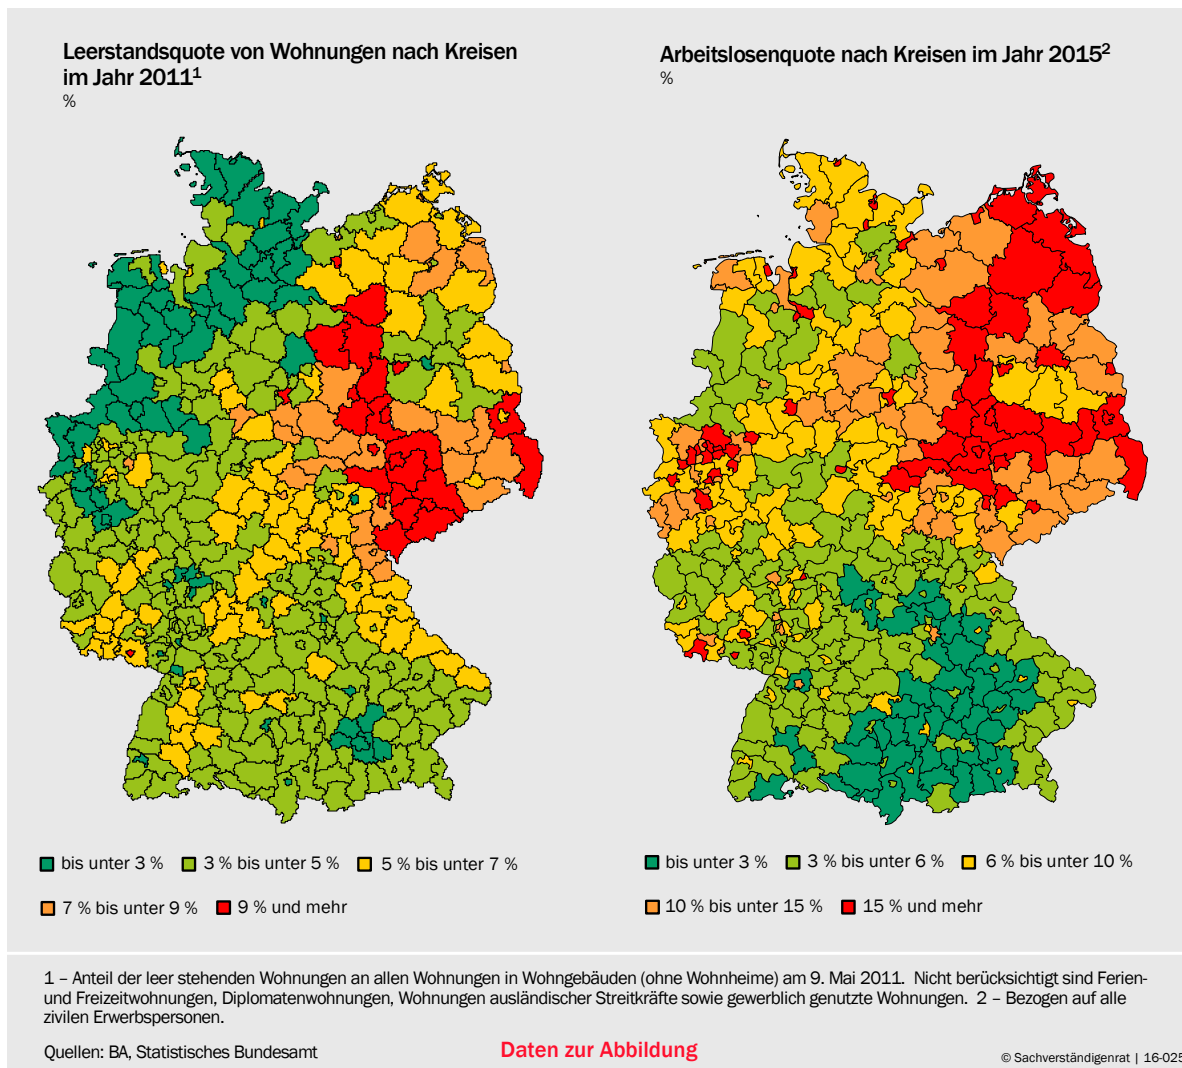 Leerstandsquote von Wohnungen nach Kreisen
im Jahr 2011¹
%
Arbeitslosenquote nach Kreisen im Jahr 2015²
%
bis unter 3 % 3 % bis unter 5 % 5 % bis unter 7 %
7 % bis unter 9 % 9 % und mehr
bis unter 3 % 3 % bis unter 6 % 6 % bis unter 10 %
10 % bis unter 15 % 15 % und mehr
1 – Anteil der leer stehenden Wohnungen an allen Wohnungen in Wohngebäuden (ohne Wohnheime) am 9. Mai 2011. Nicht berücksichtigt sind Ferien-
und Freizeitwohnungen, Diplomatenwohnungen, Wohnungen ausländischer Streitkräfte sowie gewerblich genutzte Wohnungen. 2 – Bezogen auf alle
zivilen Erwerbspersonen.
Quellen: BA, Statistisches Bundesamt
Daten zur Abbildung
© Sachverständigenrat | 16-025